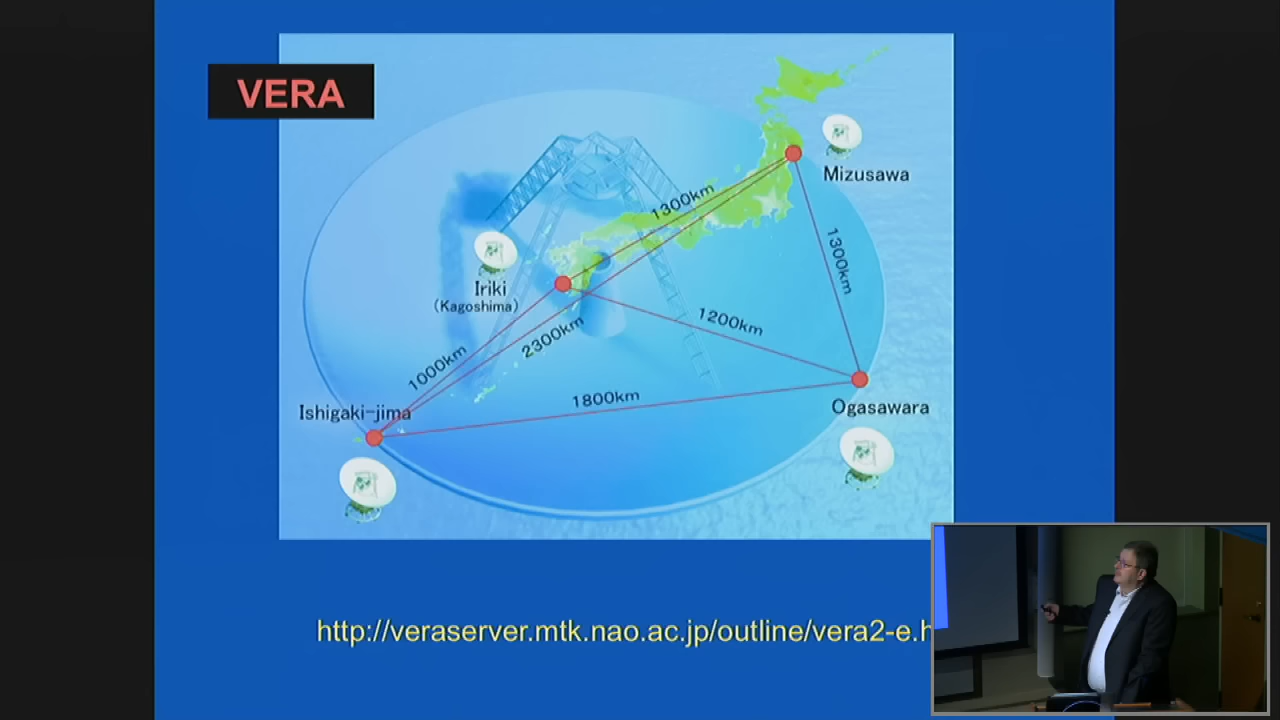 VERA
Mizusawa
1300km
1300km
Iriki
(Kagoshima)
1200km
2300km
1000km
1800km
Ishigaki-jima
Ogasawara
http://veraserver.mtk.nao.ac.jp/outline/vera2-e.h